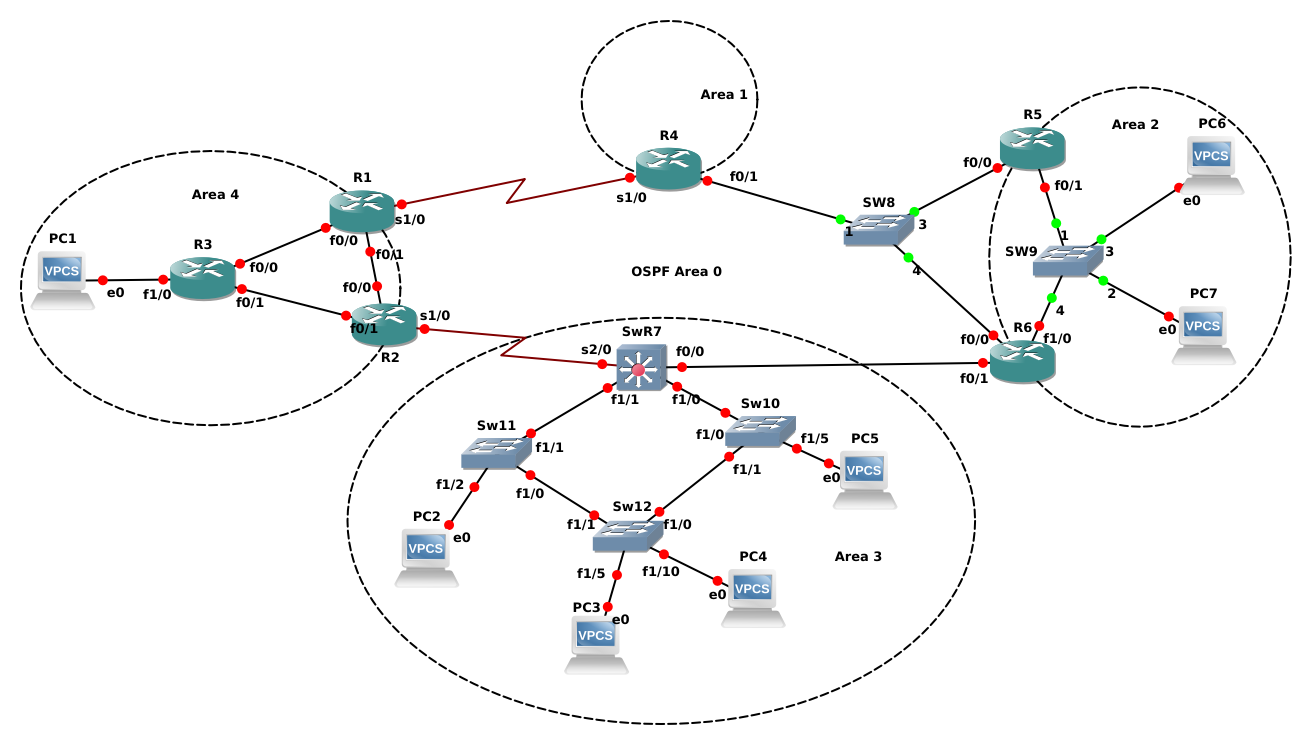 Area 1
R4
f0/1
s1/0
Area 4
R1
s1/0
f0/0
f0/1
R3
f0/0
f0/1
f1/0
PC1
VPCS
e0
f0/0
f0/1
R2
s1/0
OSPF Area 0
SW8
1
3
4
R5
f0/0
f0/1
Area 2
PC6
VPCS
e0
SW9
1
3
2
4
PC7
VPCS
e0
R6
f0/0
f1/0
f0/1
SwR7
s2/0
f0/0
f1/1
f1/0
Sw11
f1/1
f1/2
f1/0
Sw10
f1/0
f1/5
f1/1
PC5
VPCS
e0
PC2
VPCS
e0
Sw12
f1/1
f1/0
f1/5
f1/10
PC4
VPCS
e0
PC3
VPCS
e0
Area 3